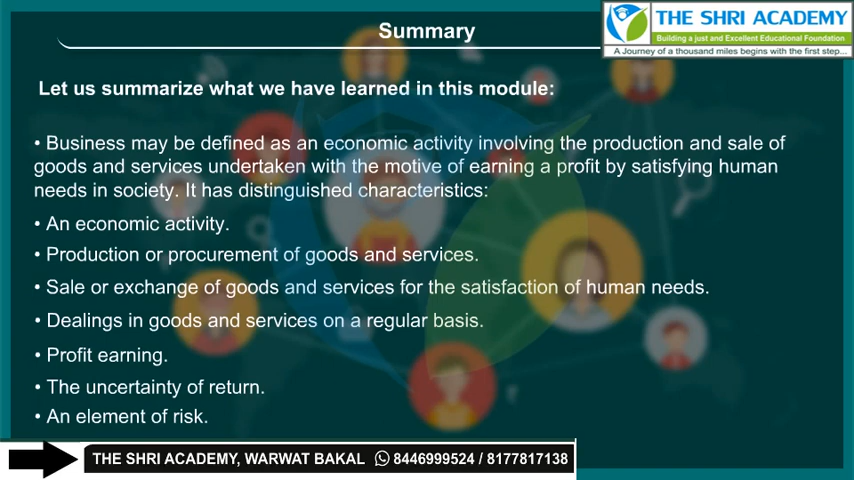 Summary
THE SHRI ACADEMY
Building a just and Excellent Educational Foundation
A Journey of a thousand miles begins with the first step...
Let us summarize what we have learned in this module:
• Business may be defined as an economic activity involving the production and sale of
goods and services undertaken with the motive of earning a profit by satisfying human
needs in society. It has distinguished characteristics:
• An economic activity.
• Production or procurement of goods and services.
• Sale or exchange of goods and services for the satisfaction of human needs.
• Dealings in goods and services on a regular basis.
• Profit earning.
• The uncertainty of return.
• An element of risk.
THE SHRI ACADEMY, WARWAT BAKAL 8446999524 / 8177817138